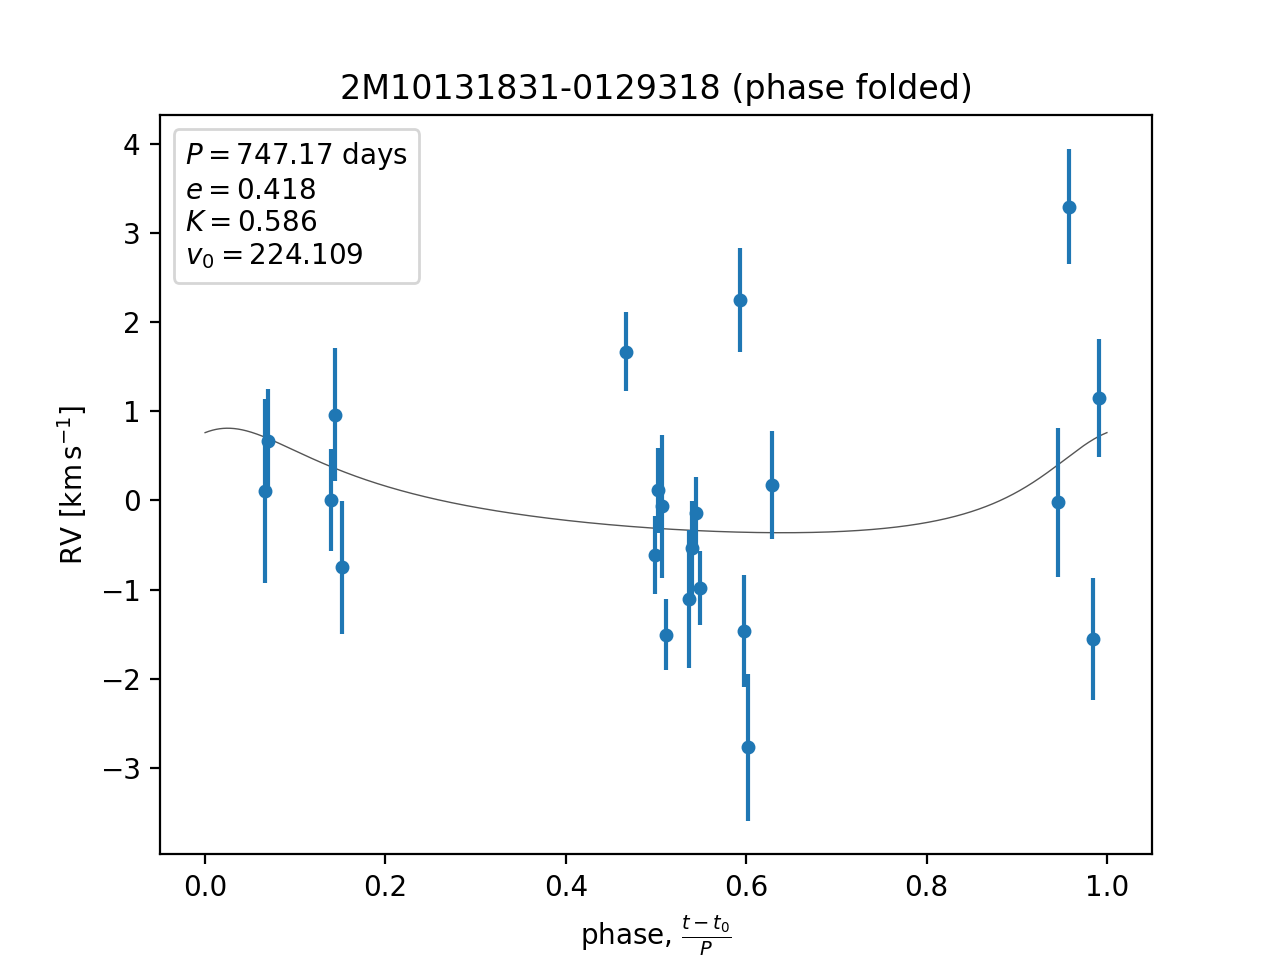 2M10131831-0129318 (phase folded)
P = 747.17 days
e = 0.418
K = 0.586
v₀ = 224.109
4
3
2
1
0
−1
−2
−3
RV [km s⁻¹]
0.0 0.2 0.4 0.6 0.8 1.0
phase, (t − t₀)/P